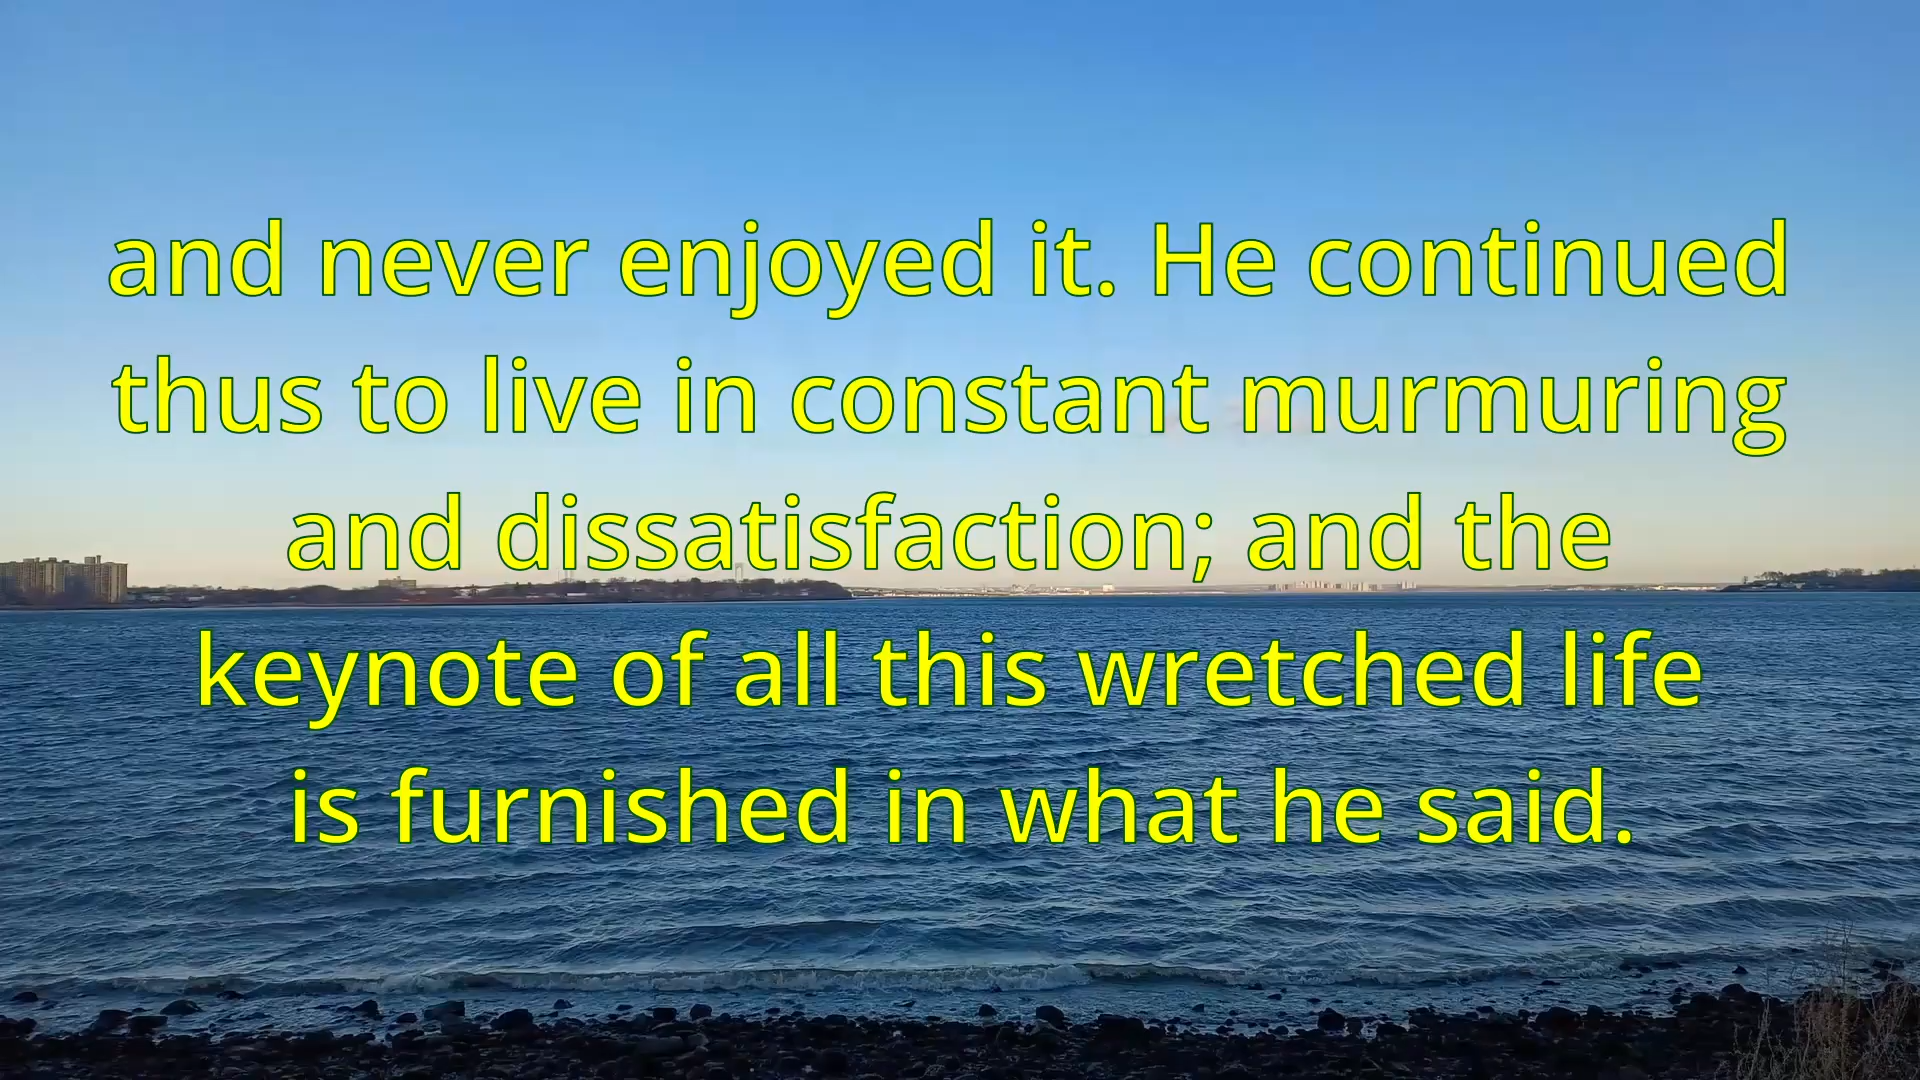 and never enjoyed it. He continued
thus to live in constant murmuring
and dissatisfaction; and the
keynote of all this wretched life
is furnished in what he said.